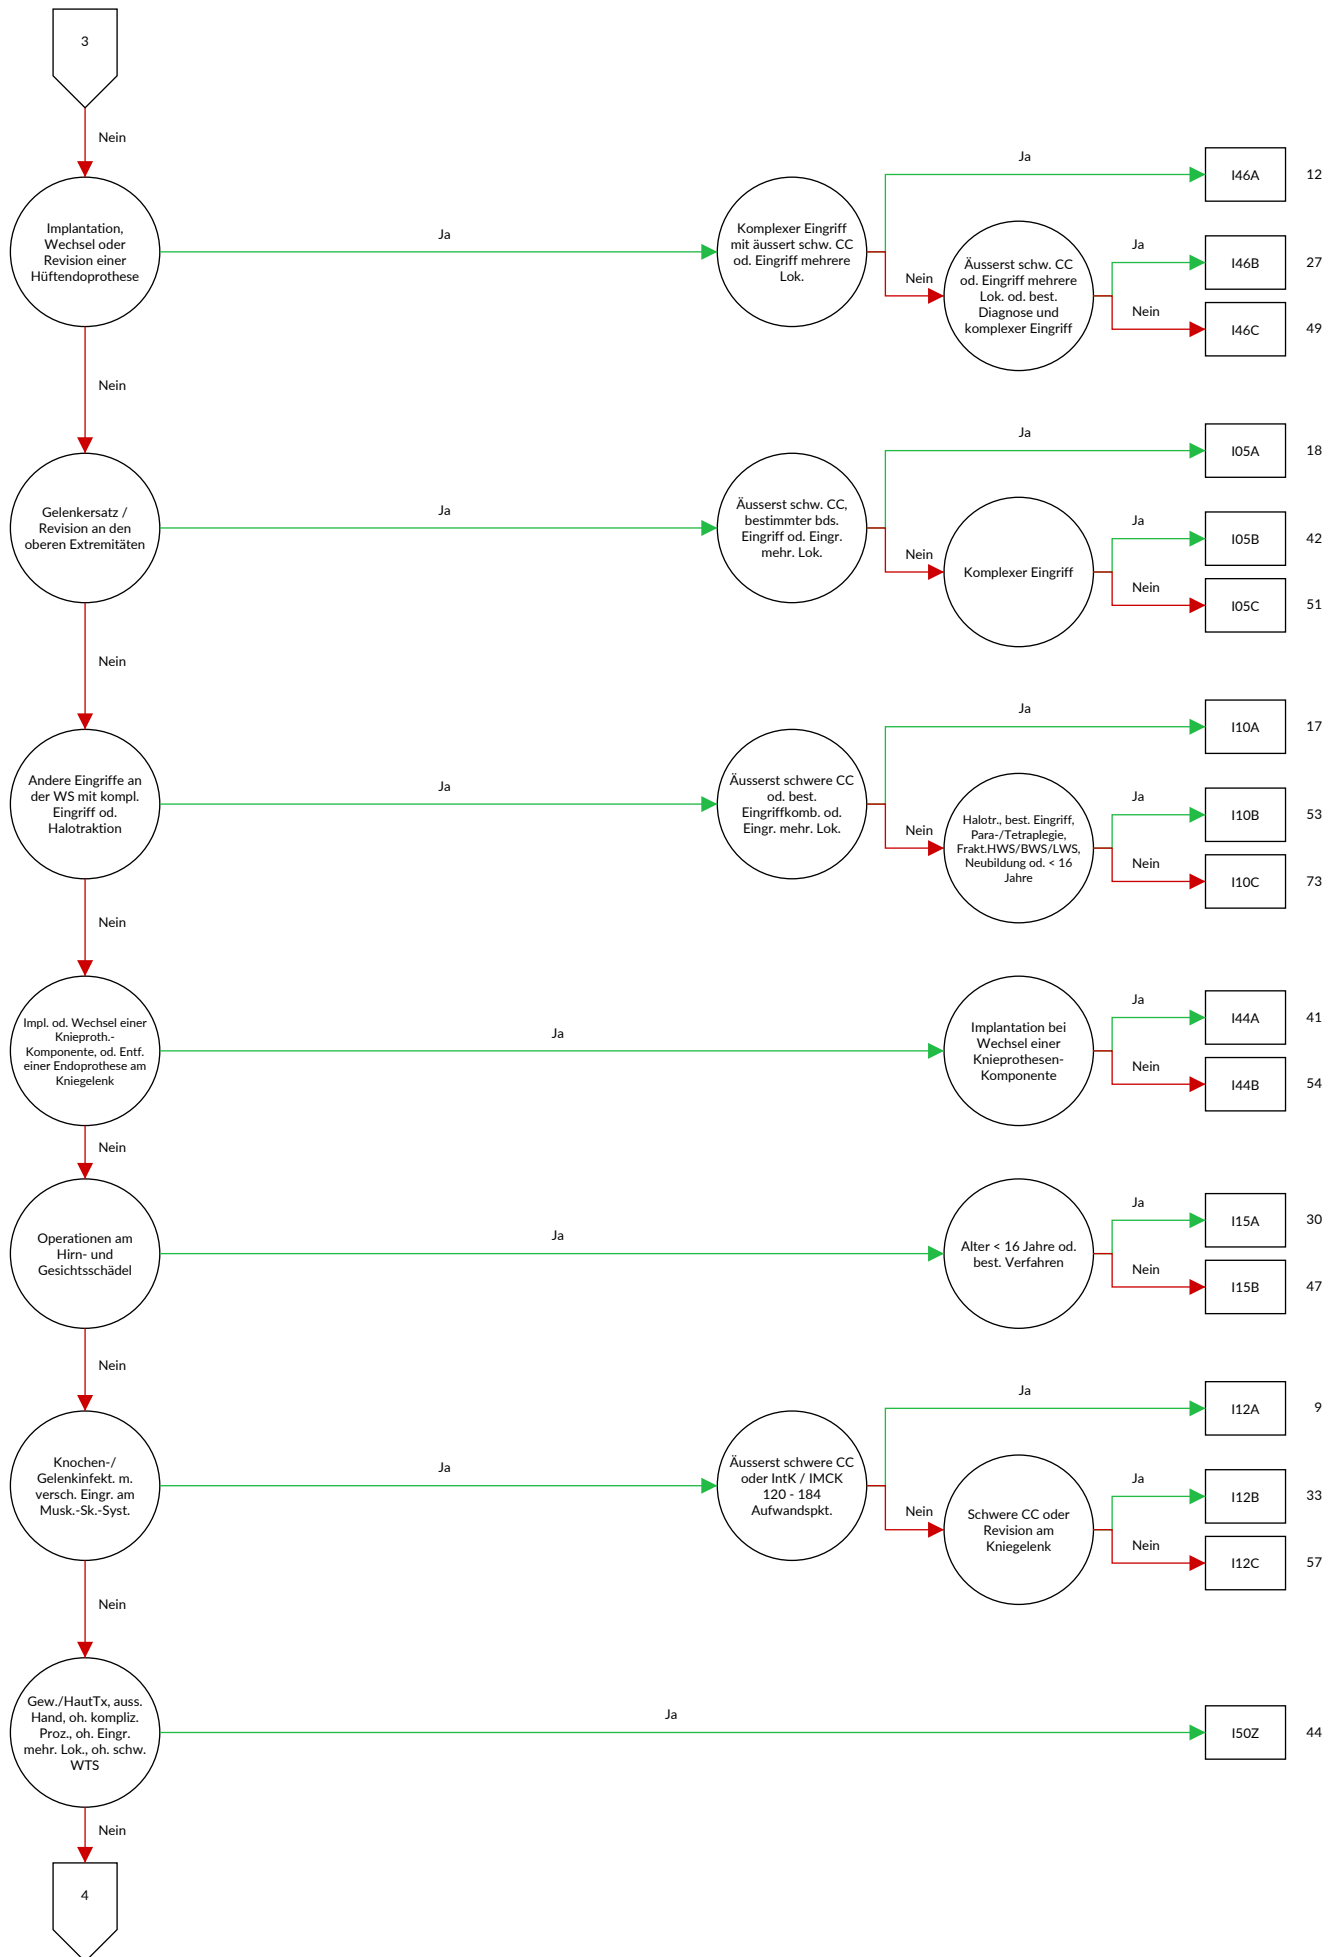 3
Nein
Implantation,
Wechsel oder
Revision einer
Hüftendoprothese
Ja
Komplexer Eingriff
mit äussert schw. CC
od. Eingriff mehrere
Lok.
Ja
I46A
12
Nein
Äusserst schw. CC
od. Eingriff mehrere
Lok. od. best.
Diagnose und
komplexer Eingriff
Ja
I46B
27
Nein
I46C
49
Nein
Gelenkersatz /
Revision an den
oberen Extremitäten
Ja
Äusserst schw. CC,
bestimmter bds.
Eingriff od. Eingr.
mehr. Lok.
Ja
I05A
18
Nein
Komplexer Eingriff
Ja
I05B
42
Nein
I05C
51
Nein
Andere Eingriffe an
der WS mit kompl.
Eingriff od.
Halotraktion
Ja
Äusserst schwere CC
od. best.
Eingriffkomb. od.
Eingr. mehr. Lok.
Ja
I10A
17
Nein
Halotr., best. Eingriff,
Para-/Tetraplegie,
Frakt.HWS/BWS/LWS,
Neubildung od. < 16
Jahre
Ja
I10B
53
Nein
I10C
73
Nein
Impl. od. Wechsel einer
Knieproth.-
Komponente, od. Entf.
einer Endoprothese am
Kniegelenk
Ja
Implantation bei
Wechsel einer
Knieprothesen-
Komponente
Ja
I44A
41
Nein
I44B
54
Nein
Operationen am
Hirn- und
Gesichtsschädel
Ja
Alter < 16 Jahre od.
best. Verfahren
Ja
I15A
30
Nein
I15B
47
Nein
Knochen-/
Gelenkinfekt. m.
versch. Eingr. am
Musk.-Sk.-Syst.
Ja
Äusserst schwere CC
oder IntK / IMCK
120 - 184
Aufwandspkt.
Ja
I12A
9
Nein
Schwere CC oder
Revision am
Kniegelenk
Ja
I12B
33
Nein
I12C
57
Nein
Gew./HautTx, auss.
Hand, oh. kompliz.
Proz., oh. Eingr.
mehr. Lok., oh. schw.
WTS
Ja
I50Z
44
Nein
4